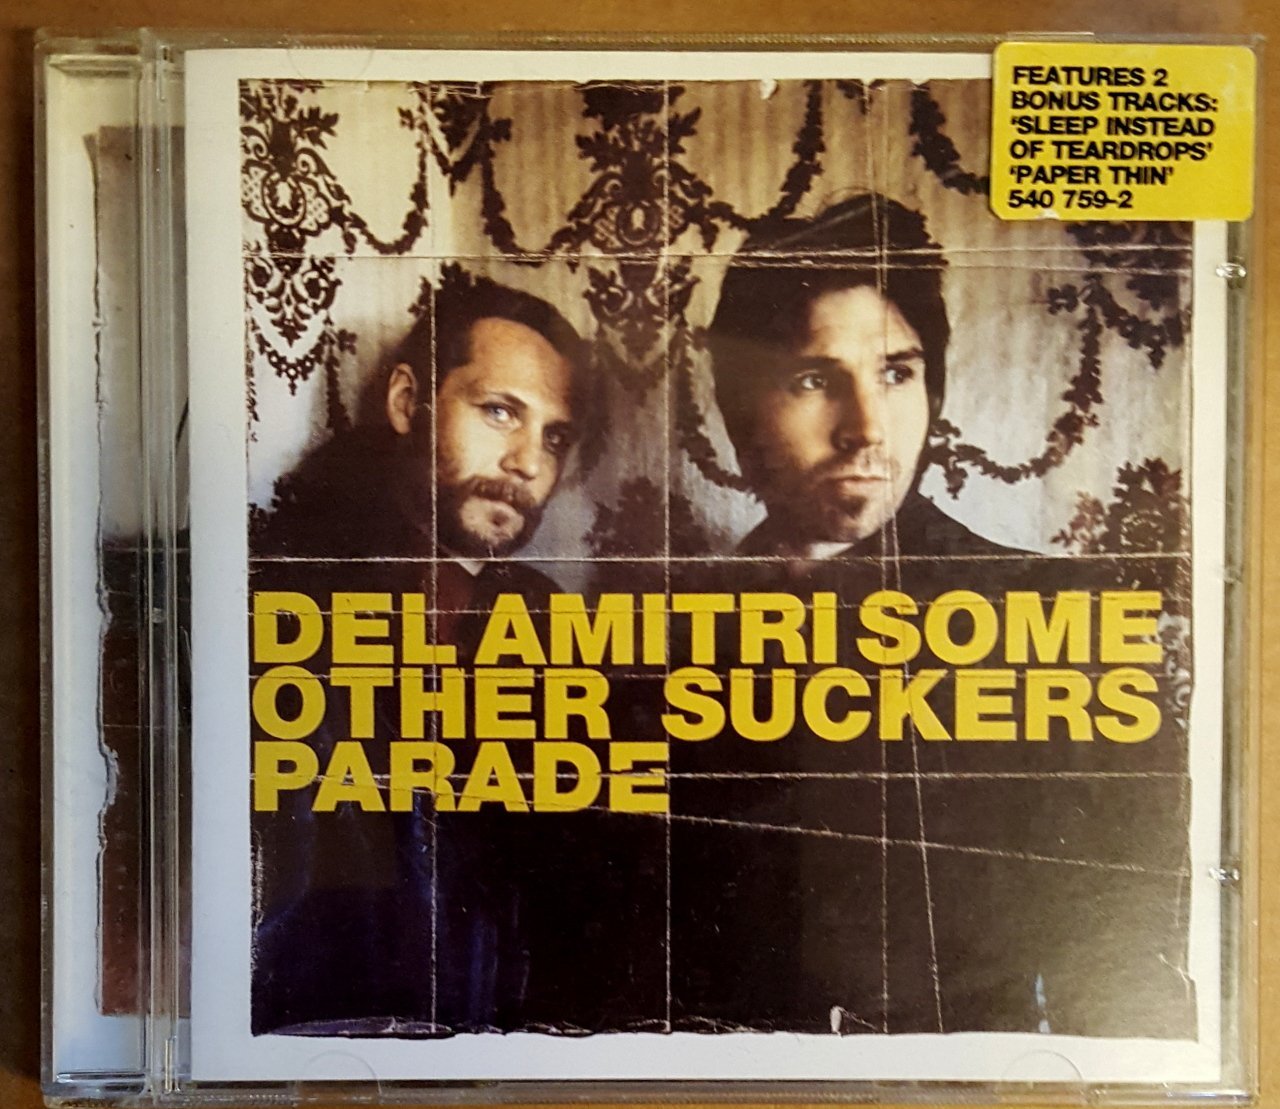 FEATURES 2
BONUS TRACKS:
'SLEEP INSTEAD
OF TEARDROPS'
'PAPER THIN'
540 759-2
DEL AMITRI SOME
OTHER SUCKERS
PARADE